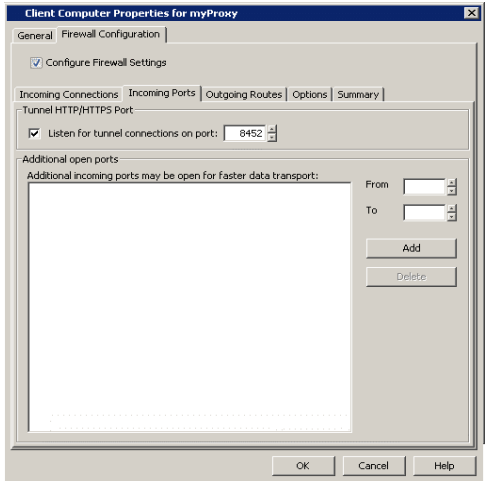 Client Computer Properties for myProxy
General Firewall Configuration
Configure Firewall Settings
Incoming Connections Incoming Ports Outgoing Routes Options Summary
Tunnel HTTP/HTTPS Port
Listen for tunnel connections on port: 8452
Additional open ports
Additional incoming ports may be open for faster data transport:
From
To
Add
Delete
OK Cancel Help